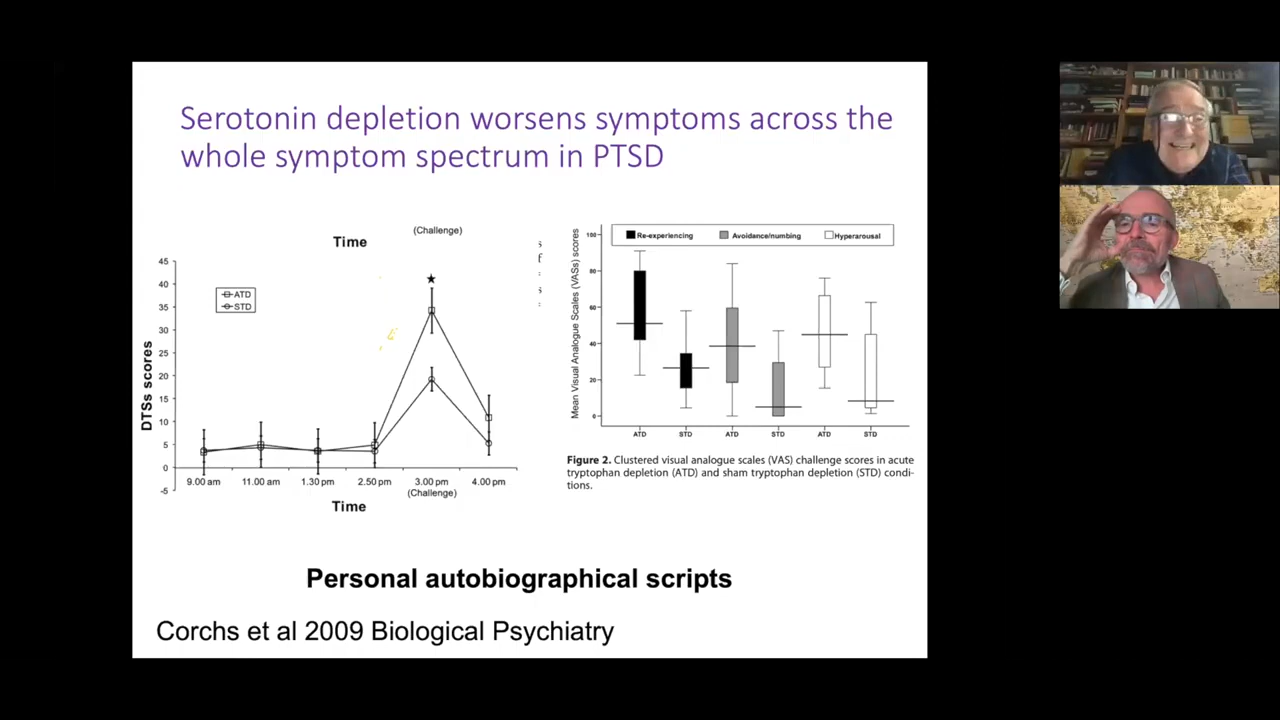 Serotonin depletion worsens symptoms across the
whole symptom spectrum in PTSD
(Challenge)
Time
45
40
35
30
25
20
15
10
5
0
-5
DTSs scores
ATD
STD
9.00 am 11.00 am 1.30 pm 2.50 pm 3.00 pm 4.00 pm
(Challenge)
Time
s
f
=
s
=
Re-experiencing Avoidance/numbing Hyperarousal
Mean Visual Analogue Scales (VASs) scores
100
80
60
40
20
0
ATD STD ATD STD ATD STD
Figure 2. Clustered visual analogue scales (VAS) challenge scores in acute
tryptophan depletion (ATD) and sham tryptophan depletion (STD) condi-
tions.
Personal autobiographical scripts
Corchs et al 2009 Biological Psychiatry